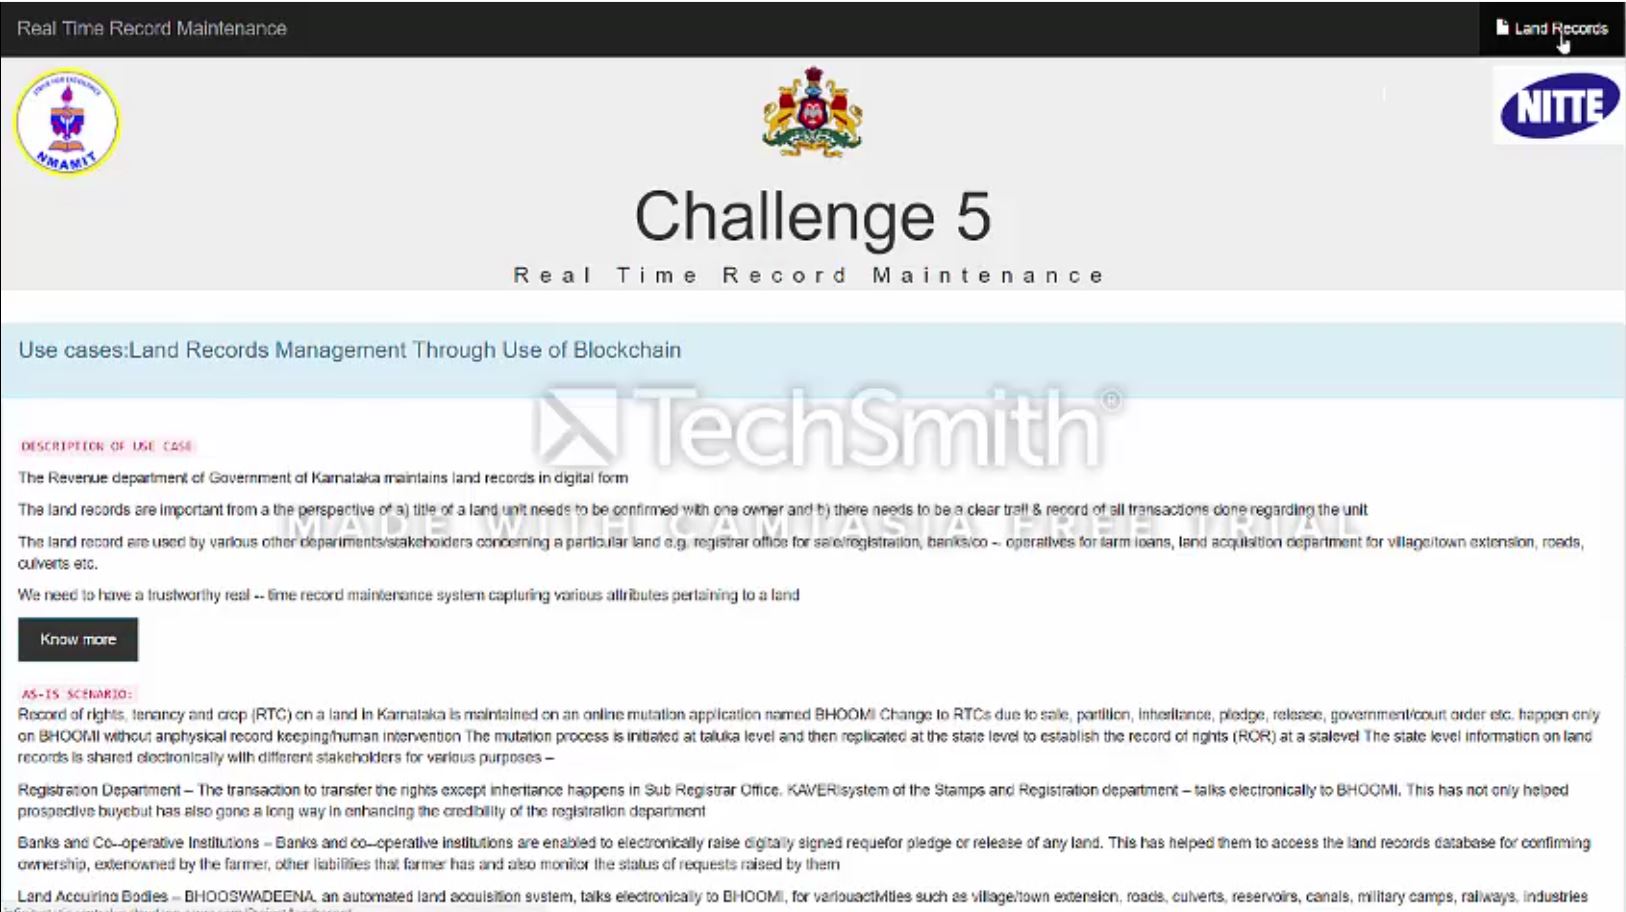 Real Time Record Maintenance
Land Records
STRIVE FOR EXCELLENCE
NMAMIT
NITTE
Challenge 5
Real Time Record Maintenance
Use cases:Land Records Management Through Use of Blockchain
TechSmith®
DESCRIPTION OF USE CASE
The Revenue department of Government of Karnataka maintains land records in digital form
The land records are important from a the perspective of a) title of a land unit needs to be confirmed with one owner and b) there needs to be a clear trail & record of all transactions done regarding the unit
MADE WITH CAMTASIA FREE TRIAL
The land record are used by various other departments/stakeholders concerning a particular land e.g. registrar office for sale/registration, banks/co -- operatives for farm loans, land acquisition department for village/town extension, roads,
culverts etc.
We need to have a trustworthy real -- time record maintenance system capturing various attributes pertaining to a land
Know more
AS-IS SCENARIO:
Record of rights, tenancy and crop (RTC) on a land in Karnataka is maintained on an online mutation application named BHOOMI Change to RTCs due to sale, partition, inheritance, pledge, release, government/court order etc. happen only
on BHOOMI without anphysical record keeping/human intervention The mutation process is initiated at taluka level and then replicated at the state level to establish the record of rights (ROR) at a stalevel The state level information on land
records is shared electronically with different stakeholders for various purposes –
Registration Department – The transaction to transfer the rights except inheritance happens in Sub Registrar Office. KAVERIsystem of the Stamps and Registration department – talks electronically to BHOOMI. This has not only helped
prospective buyebut has also gone a long way in enhancing the credibility of the registration department
Banks and Co--operative Institutions – Banks and co--operative institutions are enabled to electronically raise digitally signed requefor pledge or release of any land. This has helped them to access the land records database for confirming
ownership, extenowned by the farmer, other liabilities that farmer has and also monitor the status of requests raised by them
Land Acquiring Bodies – BHOOSWADEENA, an automated land acquisition system, talks electronically to BHOOMI, for variouactivities such as village/town extension, roads, culverts, reservoirs, canals, military camps, railways, industries